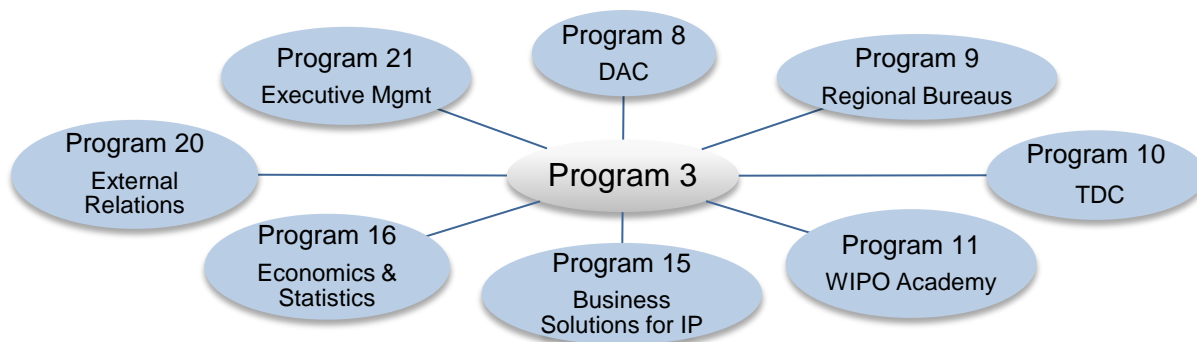 Program 8
DAC
Program 21
Executive Mgmt
Program 9
Regional Bureaus
Program 20
External
Relations
Program 3
Program 10
TDC
Program 16
Economics &
Statistics
Program 15
Business
Solutions for IP
Program 11
WIPO Academy